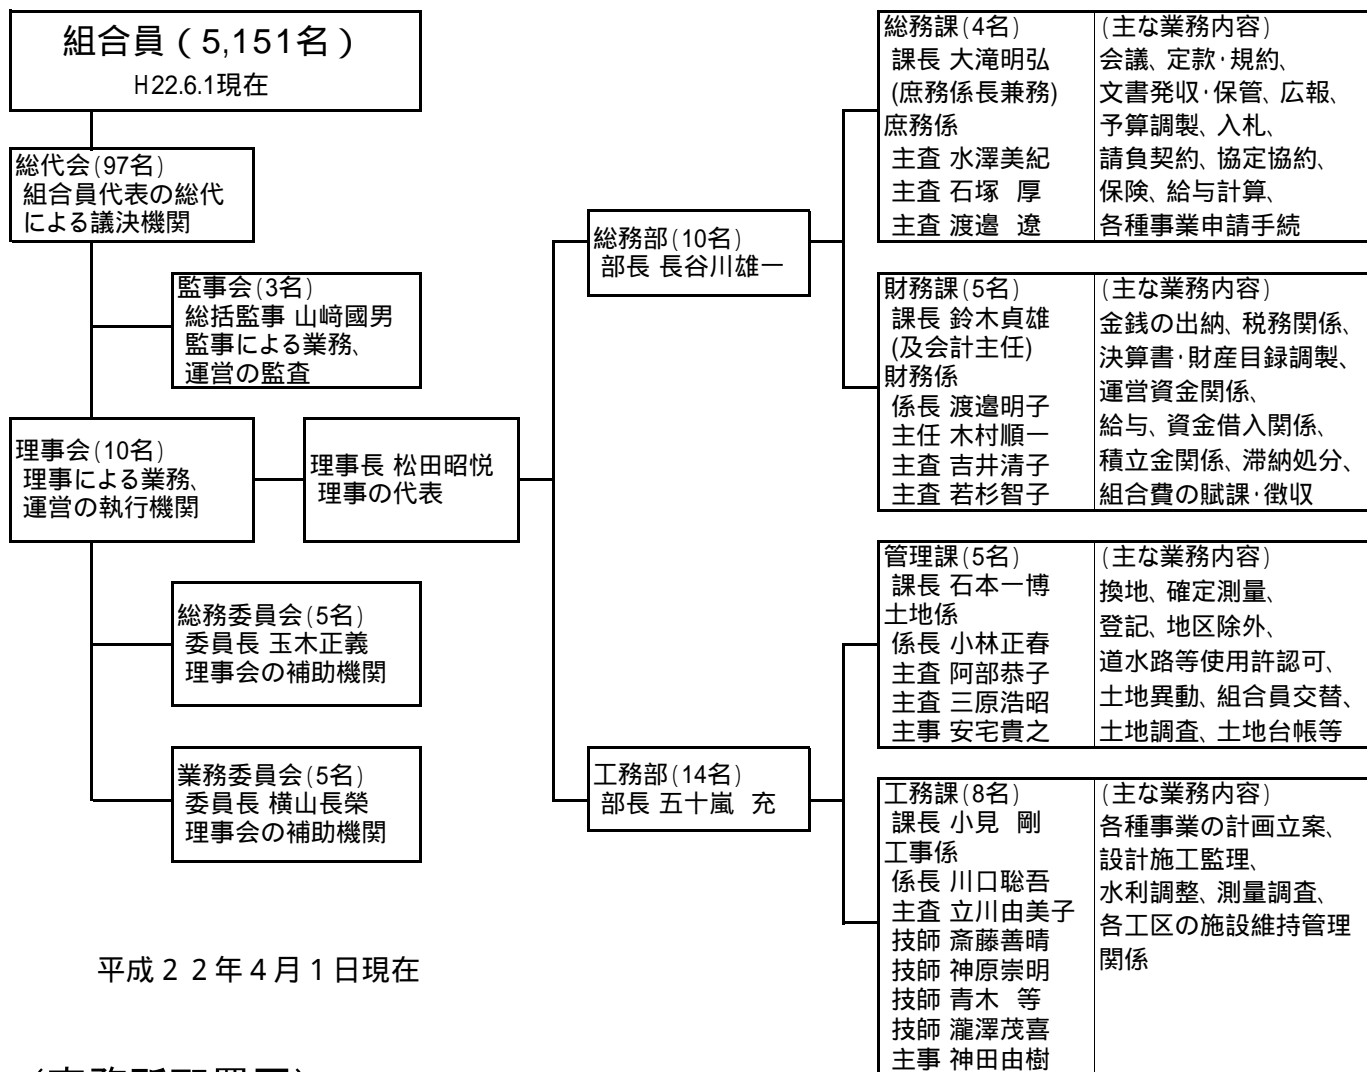 組合員（5,151名）
H22.6.1現在
総代会(97名)
組合員代表の総代
による議決機関
監事会(3名)
総括監事 山﨑國男
監事による業務、
運営の監査
理事会(10名)
理事による業務、
運営の執行機関
理事長 松田昭悦
理事の代表
総務委員会(5名)
委員長 玉木正義
理事会の補助機関
業務委員会(5名)
委員長 横山長榮
理事会の補助機関
平成２２年４月１日現在
総務部(10名)
部長 長谷川雄一
工務部(14名)
部長 五十嵐 充
総務課(4名)
課長 大滝明弘
(庶務係長兼務)
庶務係
主査 水澤美紀
主査 石塚 厚
主査 渡邉 遼
(主な業務内容)
会議、定款・規約、
文書発収・保管、広報、
予算調製、入札、
請負契約、協定協約、
保険、給与計算、
各種事業申請手続
財務課(5名)
課長 鈴木貞雄
(及会計主任)
財務係
係長 渡邉明子
主任 木村順一
主査 吉井清子
主査 若杉智子
(主な業務内容)
金銭の出納、税務関係、
決算書・財産目録調製、
運営資金関係、
給与、資金借入関係、
積立金関係、滞納処分、
組合費の賦課・徴収
管理課(5名)
課長 石本一博
土地係
係長 小林正春
主査 阿部恭子
主査 三原浩昭
主事 安宅貴之
(主な業務内容)
換地、確定測量、
登記、地区除外、
道水路等使用許認可、
土地異動、組合員交替、
土地調査、土地台帳等
工務課(8名)
課長 小見 剛
工事係
係長 川口聡吾
主査 立川由美子
技師 斎藤善晴
技師 神原崇明
技師 青木 等
技師 瀧澤茂喜
主事 神田由樹
(主な業務内容)
各種事業の計画立案、
設計施工監理、
水利調整、測量調査、
各工区の施設維持管理
関係